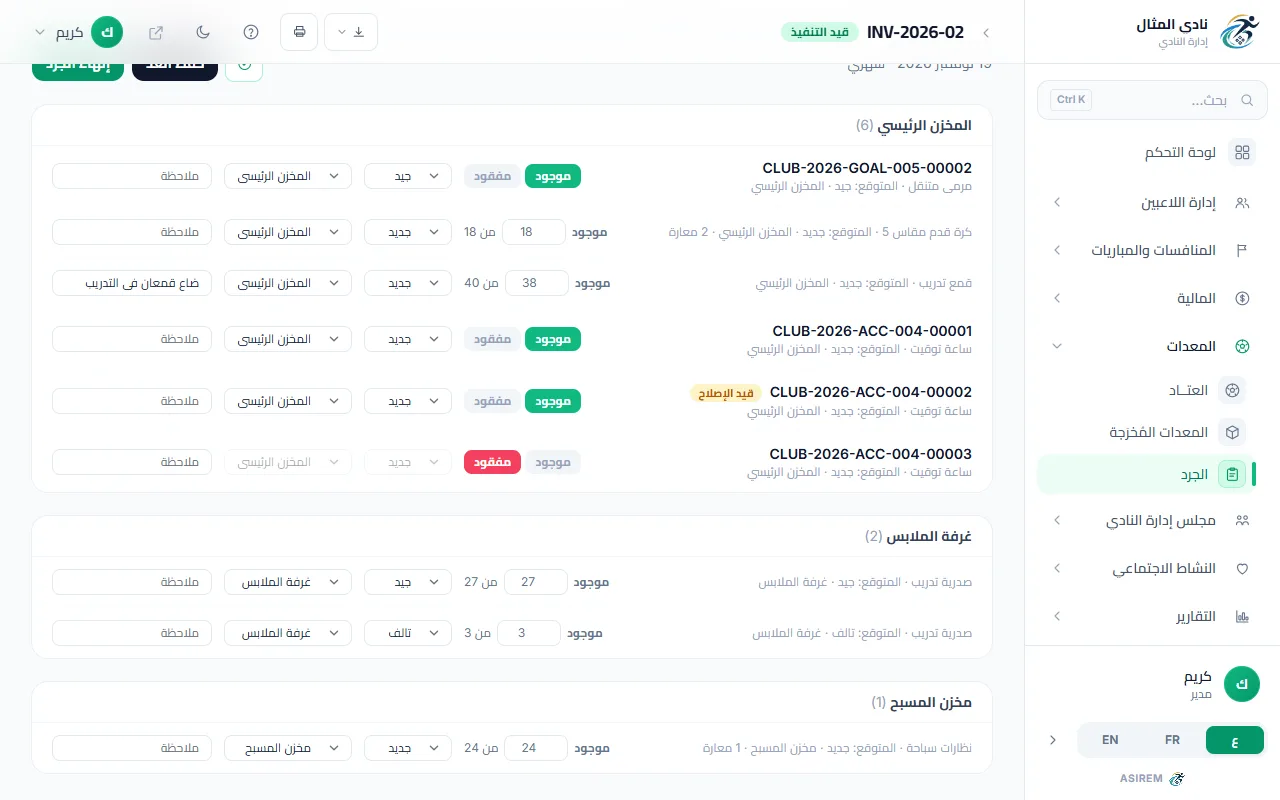 نادي المثال
إدارة النادي
بحث... Ctrl K
لوحة التحكم
إدارة اللاعبين
المنافسات والمباريات
المالية
المعدات
العتـاد
المعدات المُخرَجة
الجرد
مجلس إدارة النادي
النشاط الاجتماعي
التقارير
ك كريم
مدير
ع FR EN
ASIREM
INV-2026-02 قيد التنفيذ
ك كريم
المخزن الرئيسي (6)
CLUB-2026-GOAL-005-00002
مرمى متنقل · المتوقع: جيد · المخزن الرئيسي
موجود مفقود جيد المخزن الرئيسي ملاحظة
كرة قدم مقاس 5 · المتوقع: جديد · المخزن الرئيسي · 2 معارة
موجود 18 من 18 جديد المخزن الرئيسي ملاحظة
قمع تدريب · المتوقع: جديد · المخزن الرئيسي
موجود 38 من 40 جديد المخزن الرئيسي ضاع قمعان في التدريب
CLUB-2026-ACC-004-00001
ساعة توقيت · المتوقع: جديد · المخزن الرئيسي
موجود مفقود جديد المخزن الرئيسي ملاحظة
CLUB-2026-ACC-004-00002 قيد الإصلاح
ساعة توقيت · المتوقع: جديد · المخزن الرئيسي
موجود مفقود جديد المخزن الرئيسي ملاحظة
CLUB-2026-ACC-004-00003
ساعة توقيت · المتوقع: جديد · المخزن الرئيسي
موجود مفقود جديد المخزن الرئيسي ملاحظة
غرفة الملابس (2)
صدرية تدريب · المتوقع: جيد · غرفة الملابس
موجود 27 من 27 جيد غرفة الملابس ملاحظة
صدرية تدريب · المتوقع: تالف · غرفة الملابس
موجود 3 من 3 تالف غرفة الملابس ملاحظة
مخزن المسبح (1)
نظارات سباحة · المتوقع: جديد · مخزن المسبح · 1 معارة
موجود 24 من 24 جديد مخزن المسبح ملاحظة